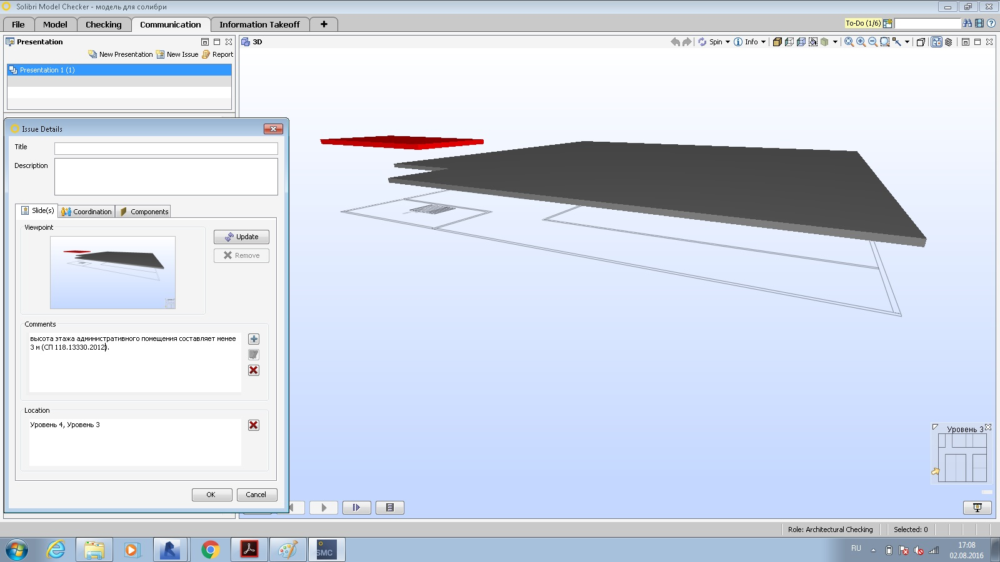 Solibri Model Checker - модель для солибри
File
Model
Checking
Communication
Information Takeoff
+
To-Do (1/6)
Presentation
New Presentation
New Issue
Report
Presentation 1 (1)
3D
Spin
Info
Issue Details
Title
Description
Slide(s)
Coordination
Components
Viewpoint
Update
Remove
Comments
высота этажа административного помещения составляет менее
3 м (СП 118.13330.2012).
Location
Уровень 4, Уровень 3
OK
Cancel
Уровень 3
Role: Architectural Checking
Selected: 0
SMC
RU
17:08
02.08.2016